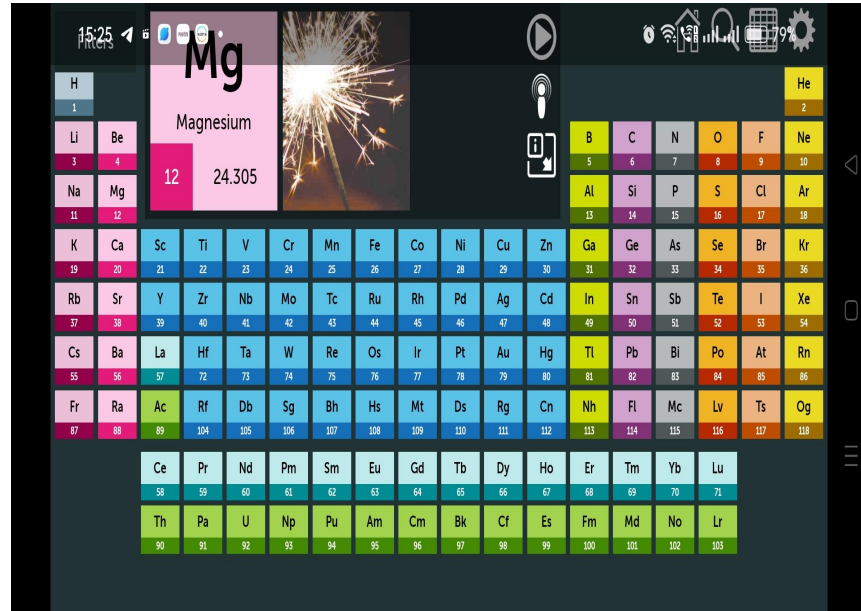 15:25 79%
Filters
Mg
Magnesium
12 24.305
H He
1 2
Li Be B C N O F Ne
3 4 5 6 7 8 9 10
Na Mg Al Si P S Cl Ar
11 12 13 14 15 16 17 18
K Ca Sc Ti V Cr Mn Fe Co Ni Cu Zn Ga Ge As Se Br Kr
19 20 21 22 23 24 25 26 27 28 29 30 31 32 33 34 35 36
Rb Sr Y Zr Nb Mo Tc Ru Rh Pd Ag Cd In Sn Sb Te I Xe
37 38 39 40 41 42 43 44 45 46 47 48 49 50 51 52 53 54
Cs Ba La Hf Ta W Re Os Ir Pt Au Hg Tl Pb Bi Po At Rn
55 56 57 72 73 74 75 76 77 78 79 80 81 82 83 84 85 86
Fr Ra Ac Rf Db Sg Bh Hs Mt Ds Rg Cn Nh Fl Mc Lv Ts Og
87 88 89 104 105 106 107 108 109 110 111 112 113 114 115 116 117 118
Ce Pr Nd Pm Sm Eu Gd Tb Dy Ho Er Tm Yb Lu
58 59 60 61 62 63 64 65 66 67 68 69 70 71
Th Pa U Np Pu Am Cm Bk Cf Es Fm Md No Lr
90 91 92 93 94 95 96 97 98 99 100 101 102 103